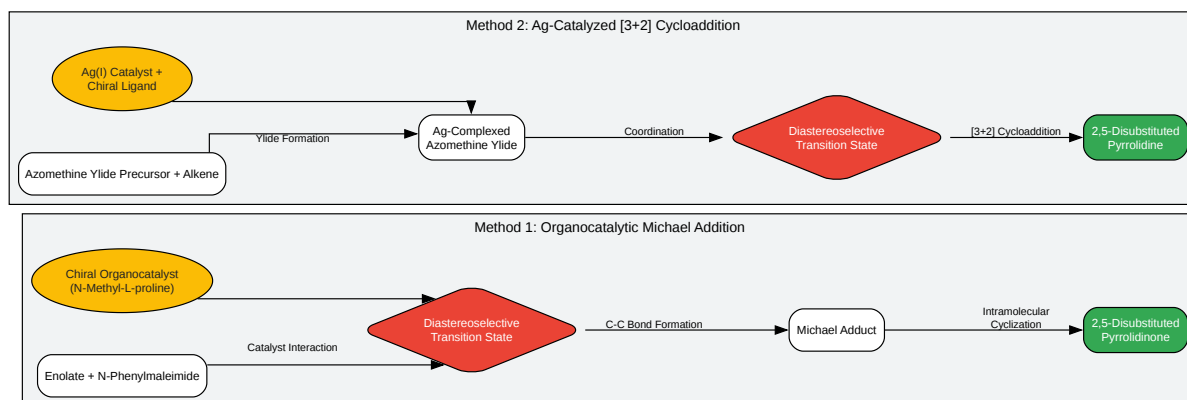 Method 2: Ag-Catalyzed [3+2] Cycloaddition
Ag(I) Catalyst +
Chiral Ligand
Ylide Formation
Azomethine Ylide Precursor + Alkene
Ag-Complexed
Azomethine Ylide
Coordination
Diastereoselective
Transition State
[3+2] Cycloaddition
2,5-Disubstituted
Pyrrolidine
Method 1: Organocatalytic Michael Addition
Chiral Organocatalyst
(N-Methyl-L-proline)
Catalyst Interaction
Enolate + N-Phenylmaleimide
Diastereoselective
Transition State
C-C Bond Formation
Michael Adduct
Intramolecular
Cyclization
2,5-Disubstituted
Pyrrolidinone